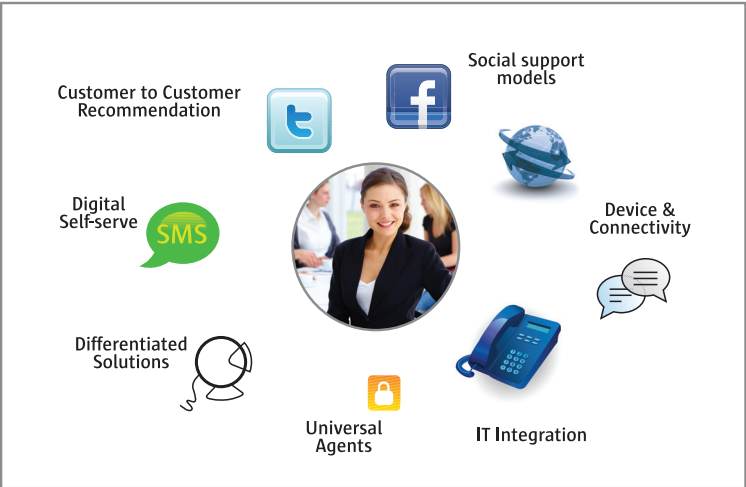 Social support
models
Customer to Customer
Recommendation
t
f
Digital
Self-serve
SMS
Device &
Connectivity
Differentiated
Solutions
Universal
Agents
IT Integration